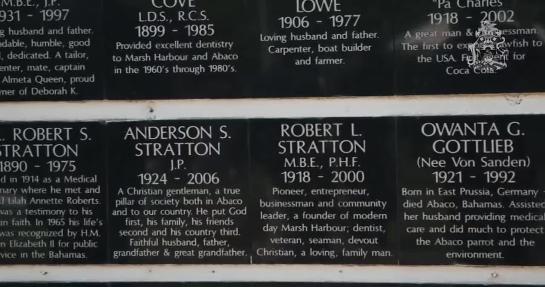 M.B.E., J.P.
931 - 1997
g husband and father.
dable, humble, good
, dedicated. A tailor,
enter, mate, captain
Almeta Queen, proud
ner of Deborah K.
COVE
L.D.S., R.C.S.
1899 - 1985
Provided excellent dentistry
to Marsh Harbour and Abaco
in the 1960's through 1980's.
LOWE
1906 - 1977
Loving husband and father.
Carpenter, boat builder
and farmer.
"Pa Charles"
1918 - 2002
A great man &
The first to
the USA. for
Coca Cola.
. ROBERT S.
STRATTON
1890 - 1975
d in 1914 as a Medical
nary where he met and
Lilah Annette Roberts.
was a testimony to his
n faith. In 1965 his life's
was recognized by H.M.
n Elizabeth II for public
vice in the Bahamas.
ANDERSON S.
STRATTON
J.P.
1924 - 2006
A Christian gentleman, a true
pillar of society both in Abaco
and to our country. He put God
first, his family, his friends
second and his country third.
Faithful husband, father,
grandfather & great grandfather.
ROBERT L.
STRATTON
M.B.E., P.H.F.
1918 - 2000
Pioneer, entrepreneur,
businessman and community
leader, a founder of modern
day Marsh Harbour; dentist,
veteran, seaman, devout
Christian, a loving, family man.
OWANTA G.
GOTTLIEB
(Nee Von Sanden)
1921 - 1992
Born in East Prussia, Germany -
died Abaco, Bahamas. Assisted
her husband providing medical
care and did much to protect
the Abaco parrot and the
environment.